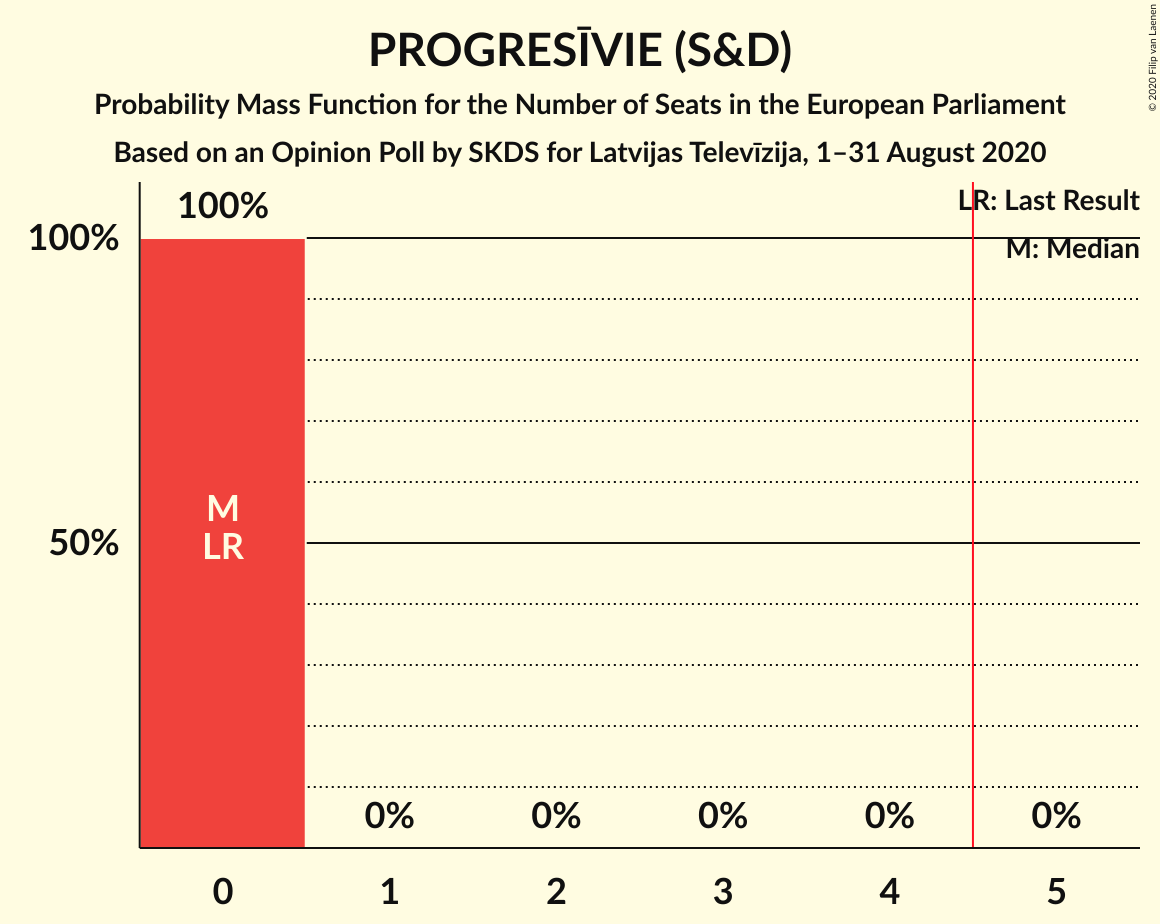 PROGRESĪVIE (S&D)
Probability Mass Function for the Number of Seats in the European Parliament
Based on an Opinion Poll by SKDS for Latvijas Televīzija, 1–31 August 2020
© 2020 Filip van Laenen
LR: Last Result
M: Median
100%
100%
50%
M
LR
0% 0% 0% 0% 0%
0 1 2 3 4 5